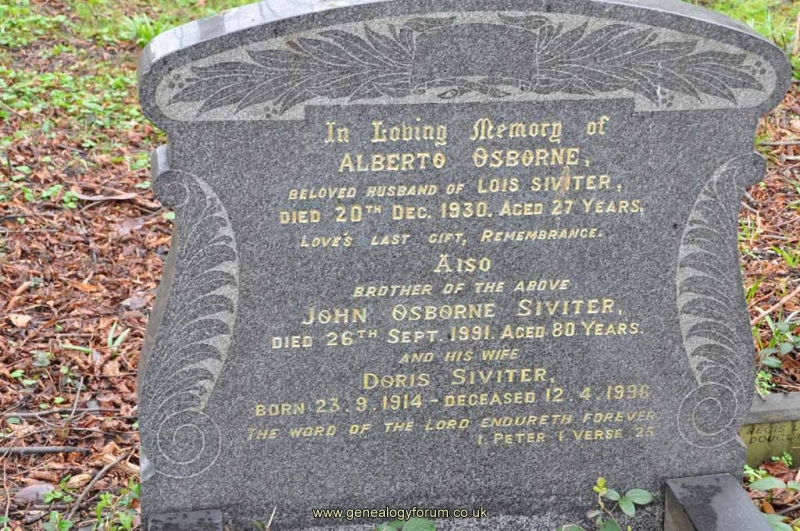 In Loving Memory of
ALBERTO OSBORNE,
BELOVED HUSBAND OF LOIS SIVITER,
DIED 20TH DEC. 1930. AGED 27 YEARS,
LOVE'S LAST GIFT, REMEMBRANCE.
ALSO
BROTHER OF THE ABOVE
JOHN OSBORNE SIVITER,
DIED 26TH SEPT. 1991. AGED 80 YEARS.
AND HIS WIFE
DORIS SIVITER,
BORN 23.9.1914 - DECEASED 12.4.1996
THE WORD OF THE LORD ENDURETH FOREVER
1 PETER 1 VERSE 25
www.genealogyforum.co.uk